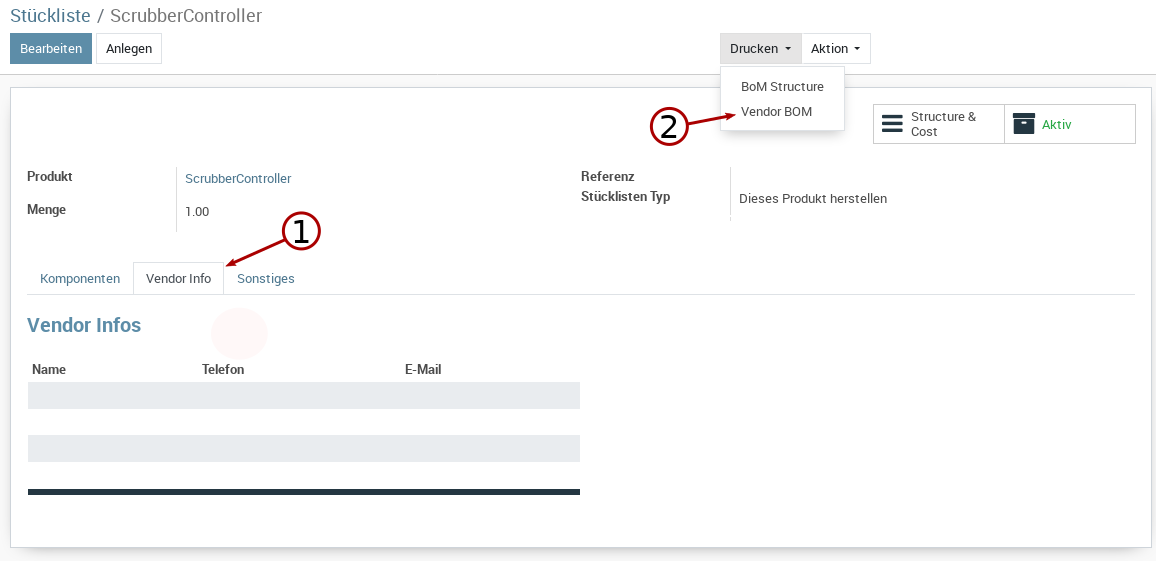 Stückliste / ScrubberController
Bearbeiten Anlegen Drucken Aktion
BoM Structure
Vendor BOM
2
Structure & Cost
Aktiv
Produkt ScrubberController
Menge 1.00
Referenz
Stücklisten Typ Dieses Produkt herstellen
1
Komponenten Vendor Info Sonstiges
Vendor Infos
Name Telefon E-Mail